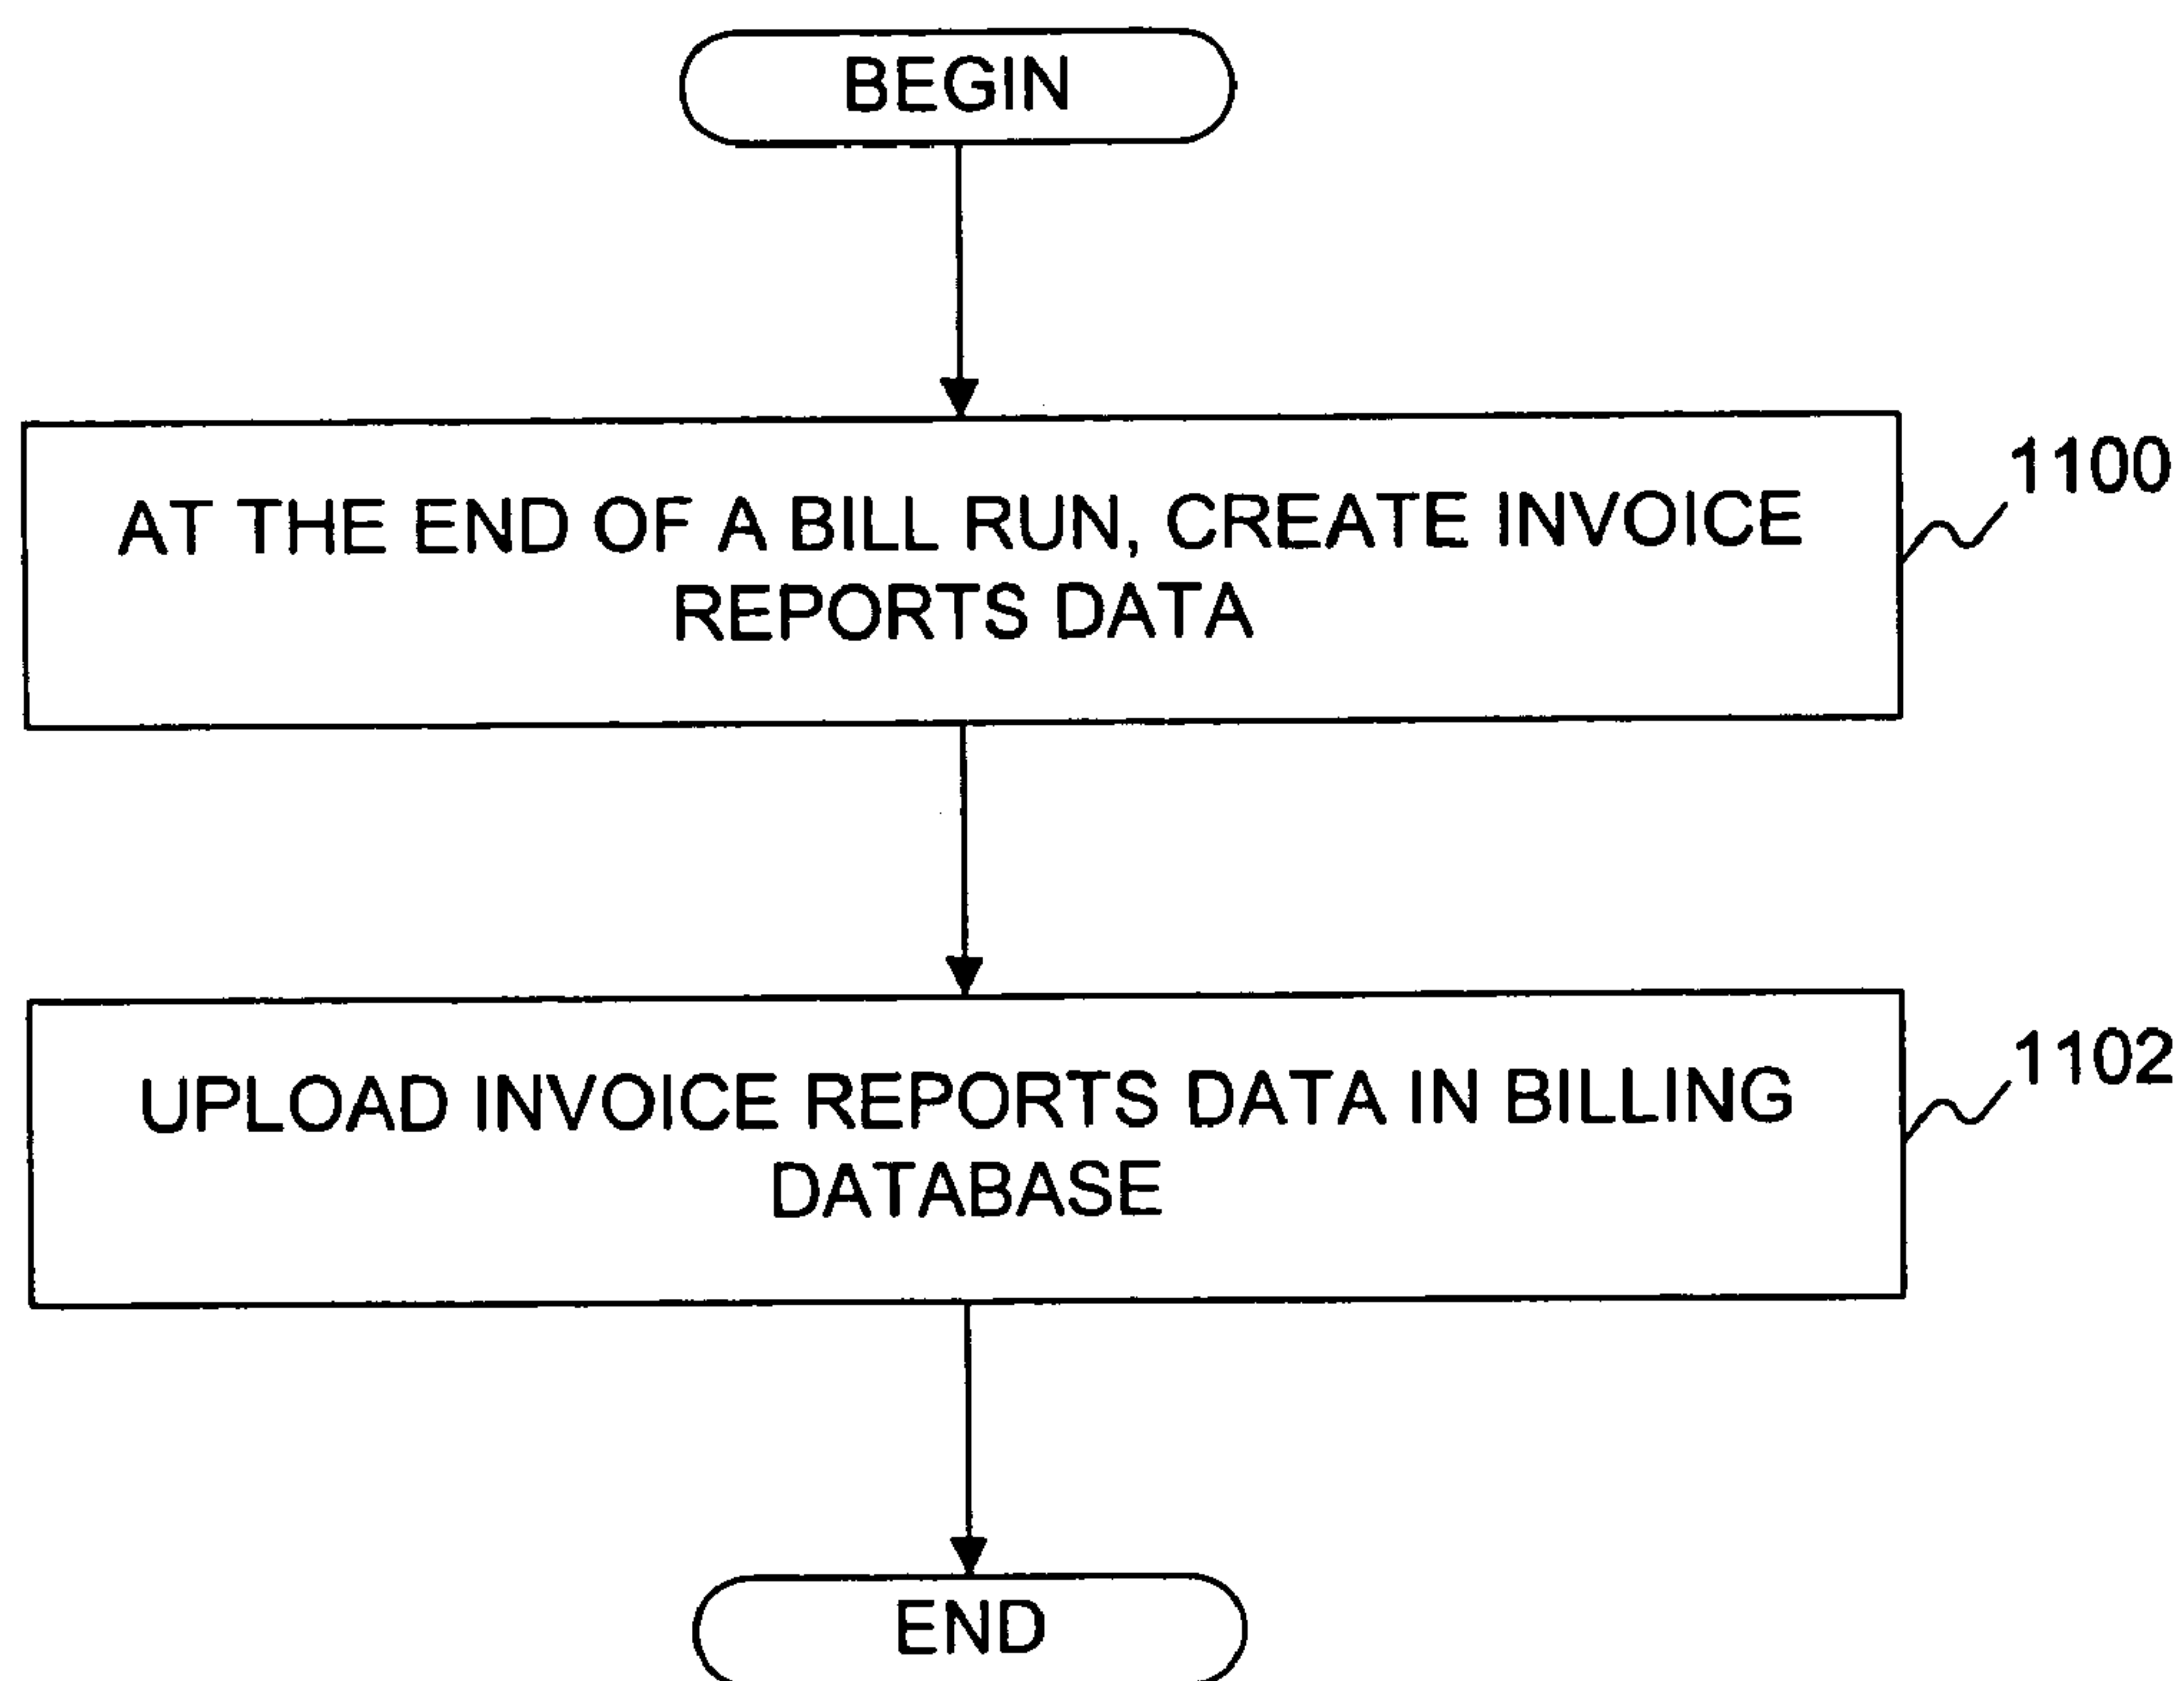 BEGIN
AT THE END OF A BILL RUN, CREATE INVOICE
REPORTS DATA
1100
UPLOAD INVOICE REPORTS DATA IN BILLING
DATABASE
1102
END